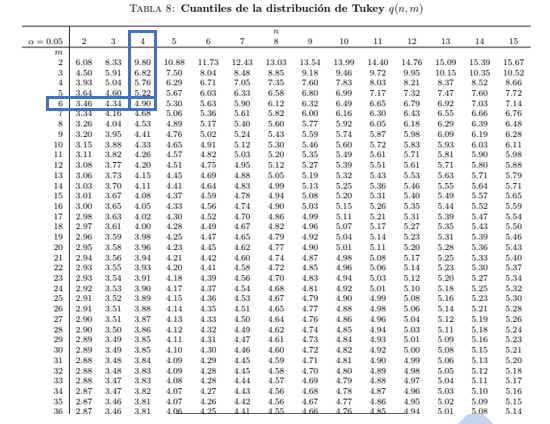 TABLA 8: Cuantiles de la distribución de Tukey q(n, m)
n
α = 0.05 2 3 4 5 6 7 8 9 10 11 12 13 14 15
m
2 6.08 8.33 9.80 10.88 11.73 12.43 13.03 13.54 13.99 14.40 14.76 15.09 15.39 15.67
3 4.50 5.91 6.82 7.50 8.04 8.48 8.85 9.18 9.46 9.72 9.95 10.15 10.35 10.52
4 3.93 5.04 5.76 6.29 6.71 7.05 7.35 7.60 7.83 8.03 8.21 8.37 8.52 8.66
5 3.64 4.60 5.22 5.67 6.03 6.33 6.58 6.80 6.99 7.17 7.32 7.47 7.60 7.72
6 3.46 4.34 4.90 5.30 5.63 5.90 6.12 6.32 6.49 6.65 6.79 6.92 7.03 7.14
7 3.34 4.16 4.68 5.06 5.36 5.61 5.82 6.00 6.16 6.30 6.43 6.55 6.66 6.76
8 3.26 4.04 4.53 4.89 5.17 5.40 5.60 5.77 5.92 6.05 6.18 6.29 6.39 6.48
9 3.20 3.95 4.41 4.76 5.02 5.24 5.43 5.59 5.74 5.87 5.98 6.09 6.19 6.28
10 3.15 3.88 4.33 4.65 4.91 5.12 5.30 5.46 5.60 5.72 5.83 5.93 6.03 6.11
11 3.11 3.82 4.26 4.57 4.82 5.03 5.20 5.35 5.49 5.61 5.71 5.81 5.90 5.98
12 3.08 3.77 4.20 4.51 4.75 4.95 5.12 5.27 5.39 5.51 5.61 5.71 5.80 5.88
13 3.06 3.73 4.15 4.45 4.69 4.88 5.05 5.19 5.32 5.43 5.53 5.63 5.71 5.79
14 3.03 3.70 4.11 4.41 4.64 4.83 4.99 5.13 5.25 5.36 5.46 5.55 5.64 5.71
15 3.01 3.67 4.08 4.37 4.59 4.78 4.94 5.08 5.20 5.31 5.40 5.49 5.57 5.65
16 3.00 3.65 4.05 4.33 4.56 4.74 4.90 5.03 5.15 5.26 5.35 5.44 5.52 5.59
17 2.98 3.63 4.02 4.30 4.52 4.70 4.86 4.99 5.11 5.21 5.31 5.39 5.47 5.54
18 2.97 3.61 4.00 4.28 4.49 4.67 4.82 4.96 5.07 5.17 5.27 5.35 5.43 5.50
19 2.96 3.59 3.98 4.25 4.47 4.65 4.79 4.92 5.04 5.14 5.23 5.31 5.39 5.46
20 2.95 3.58 3.96 4.23 4.45 4.62 4.77 4.90 5.01 5.11 5.20 5.28 5.36 5.43
21 2.94 3.56 3.94 4.21 4.42 4.60 4.74 4.87 4.98 5.08 5.17 5.25 5.33 5.40
22 2.93 3.55 3.93 4.20 4.41 4.58 4.72 4.85 4.96 5.06 5.14 5.23 5.30 5.37
23 2.93 3.54 3.91 4.18 4.39 4.56 4.70 4.83 4.94 5.03 5.12 5.20 5.27 5.34
24 2.92 3.53 3.90 4.17 4.37 4.54 4.68 4.81 4.92 5.01 5.10 5.18 5.25 5.32
25 2.91 3.52 3.89 4.15 4.36 4.53 4.67 4.79 4.90 4.99 5.08 5.16 5.23 5.30
26 2.91 3.51 3.88 4.14 4.35 4.51 4.65 4.77 4.88 4.98 5.06 5.14 5.21 5.28
27 2.90 3.51 3.87 4.13 4.33 4.50 4.64 4.76 4.86 4.96 5.04 5.12 5.19 5.26
28 2.90 3.50 3.86 4.12 4.32 4.49 4.62 4.74 4.85 4.94 5.03 5.11 5.18 5.24
29 2.89 3.49 3.85 4.11 4.31 4.47 4.61 4.73 4.84 4.93 5.01 5.09 5.16 5.23
30 2.89 3.49 3.85 4.10 4.30 4.46 4.60 4.72 4.82 4.92 5.00 5.08 5.15 5.21
31 2.88 3.48 3.84 4.09 4.29 4.45 4.59 4.71 4.81 4.90 4.99 5.06 5.13 5.20
32 2.88 3.48 3.83 4.09 4.28 4.45 4.58 4.70 4.80 4.89 4.98 5.05 5.12 5.18
33 2.88 3.47 3.83 4.08 4.28 4.44 4.57 4.69 4.79 4.88 4.97 5.04 5.11 5.17
34 2.87 3.47 3.82 4.07 4.27 4.43 4.56 4.68 4.78 4.87 4.96 5.03 5.10 5.16
35 2.87 3.46 3.81 4.07 4.26 4.42 4.56 4.67 4.77 4.86 4.95 5.02 5.09 5.15
36 2.87 3.46 3.81 4.06 4.25 4.41 4.55 4.66 4.76 4.85 4.94 5.01 5.08 5.14